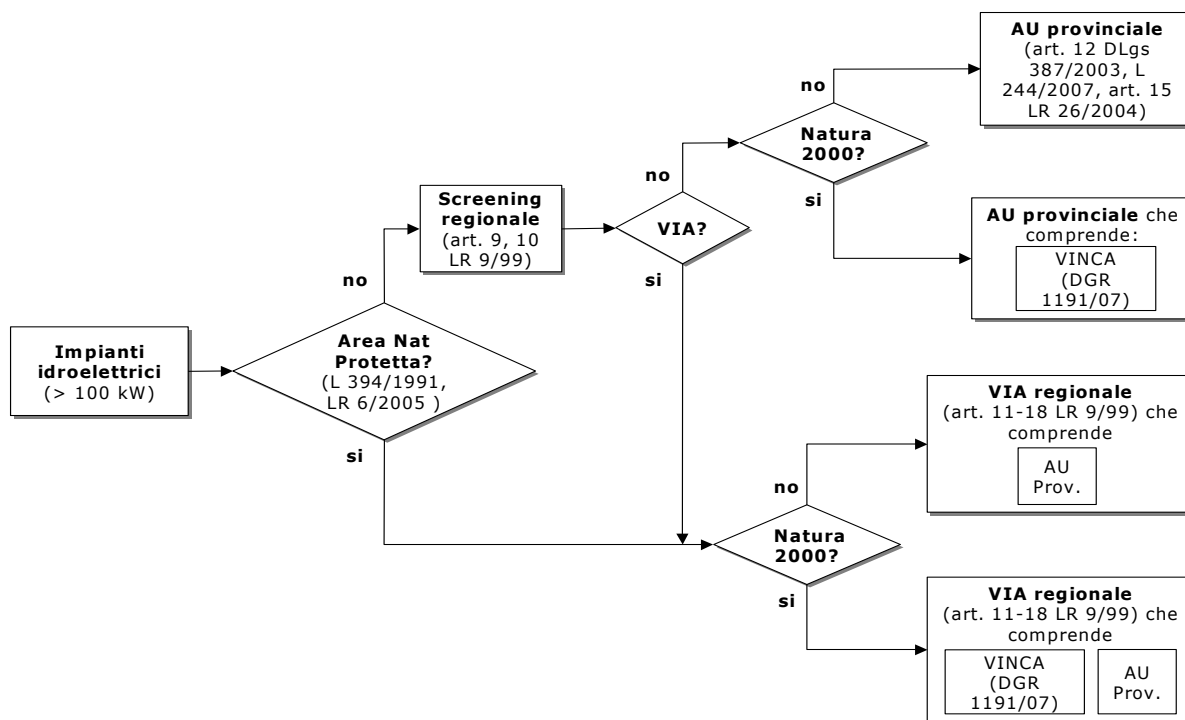 Impianti
idroelettrici
(> 100 kW)
Area Nat
Protetta?
(L 394/1991,
LR 6/2005 )
no
si
Screening
regionale
(art. 9, 10
LR 9/99)
VIA?
no
si
Natura
2000?
no
si
AU provinciale
(art. 12 DLgs
387/2003, L
244/2007, art. 15
LR 26/2004)
AU provinciale che
comprende:
VINCA
(DGR
1191/07)
Natura
2000?
no
si
VIA regionale
(art. 11-18 LR 9/99) che
comprende
AU
Prov.
VIA regionale
(art. 11-18 LR 9/99) che
comprende
VINCA
(DGR
1191/07)
AU
Prov.